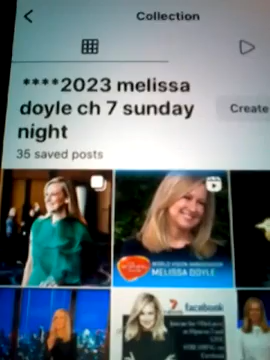 Collection
****2023 melissa
doyle ch 7 sunday
night
Create
35 saved posts
WORLD VISION AMBASSADOR
MELISSA DOYLE
7
facebook